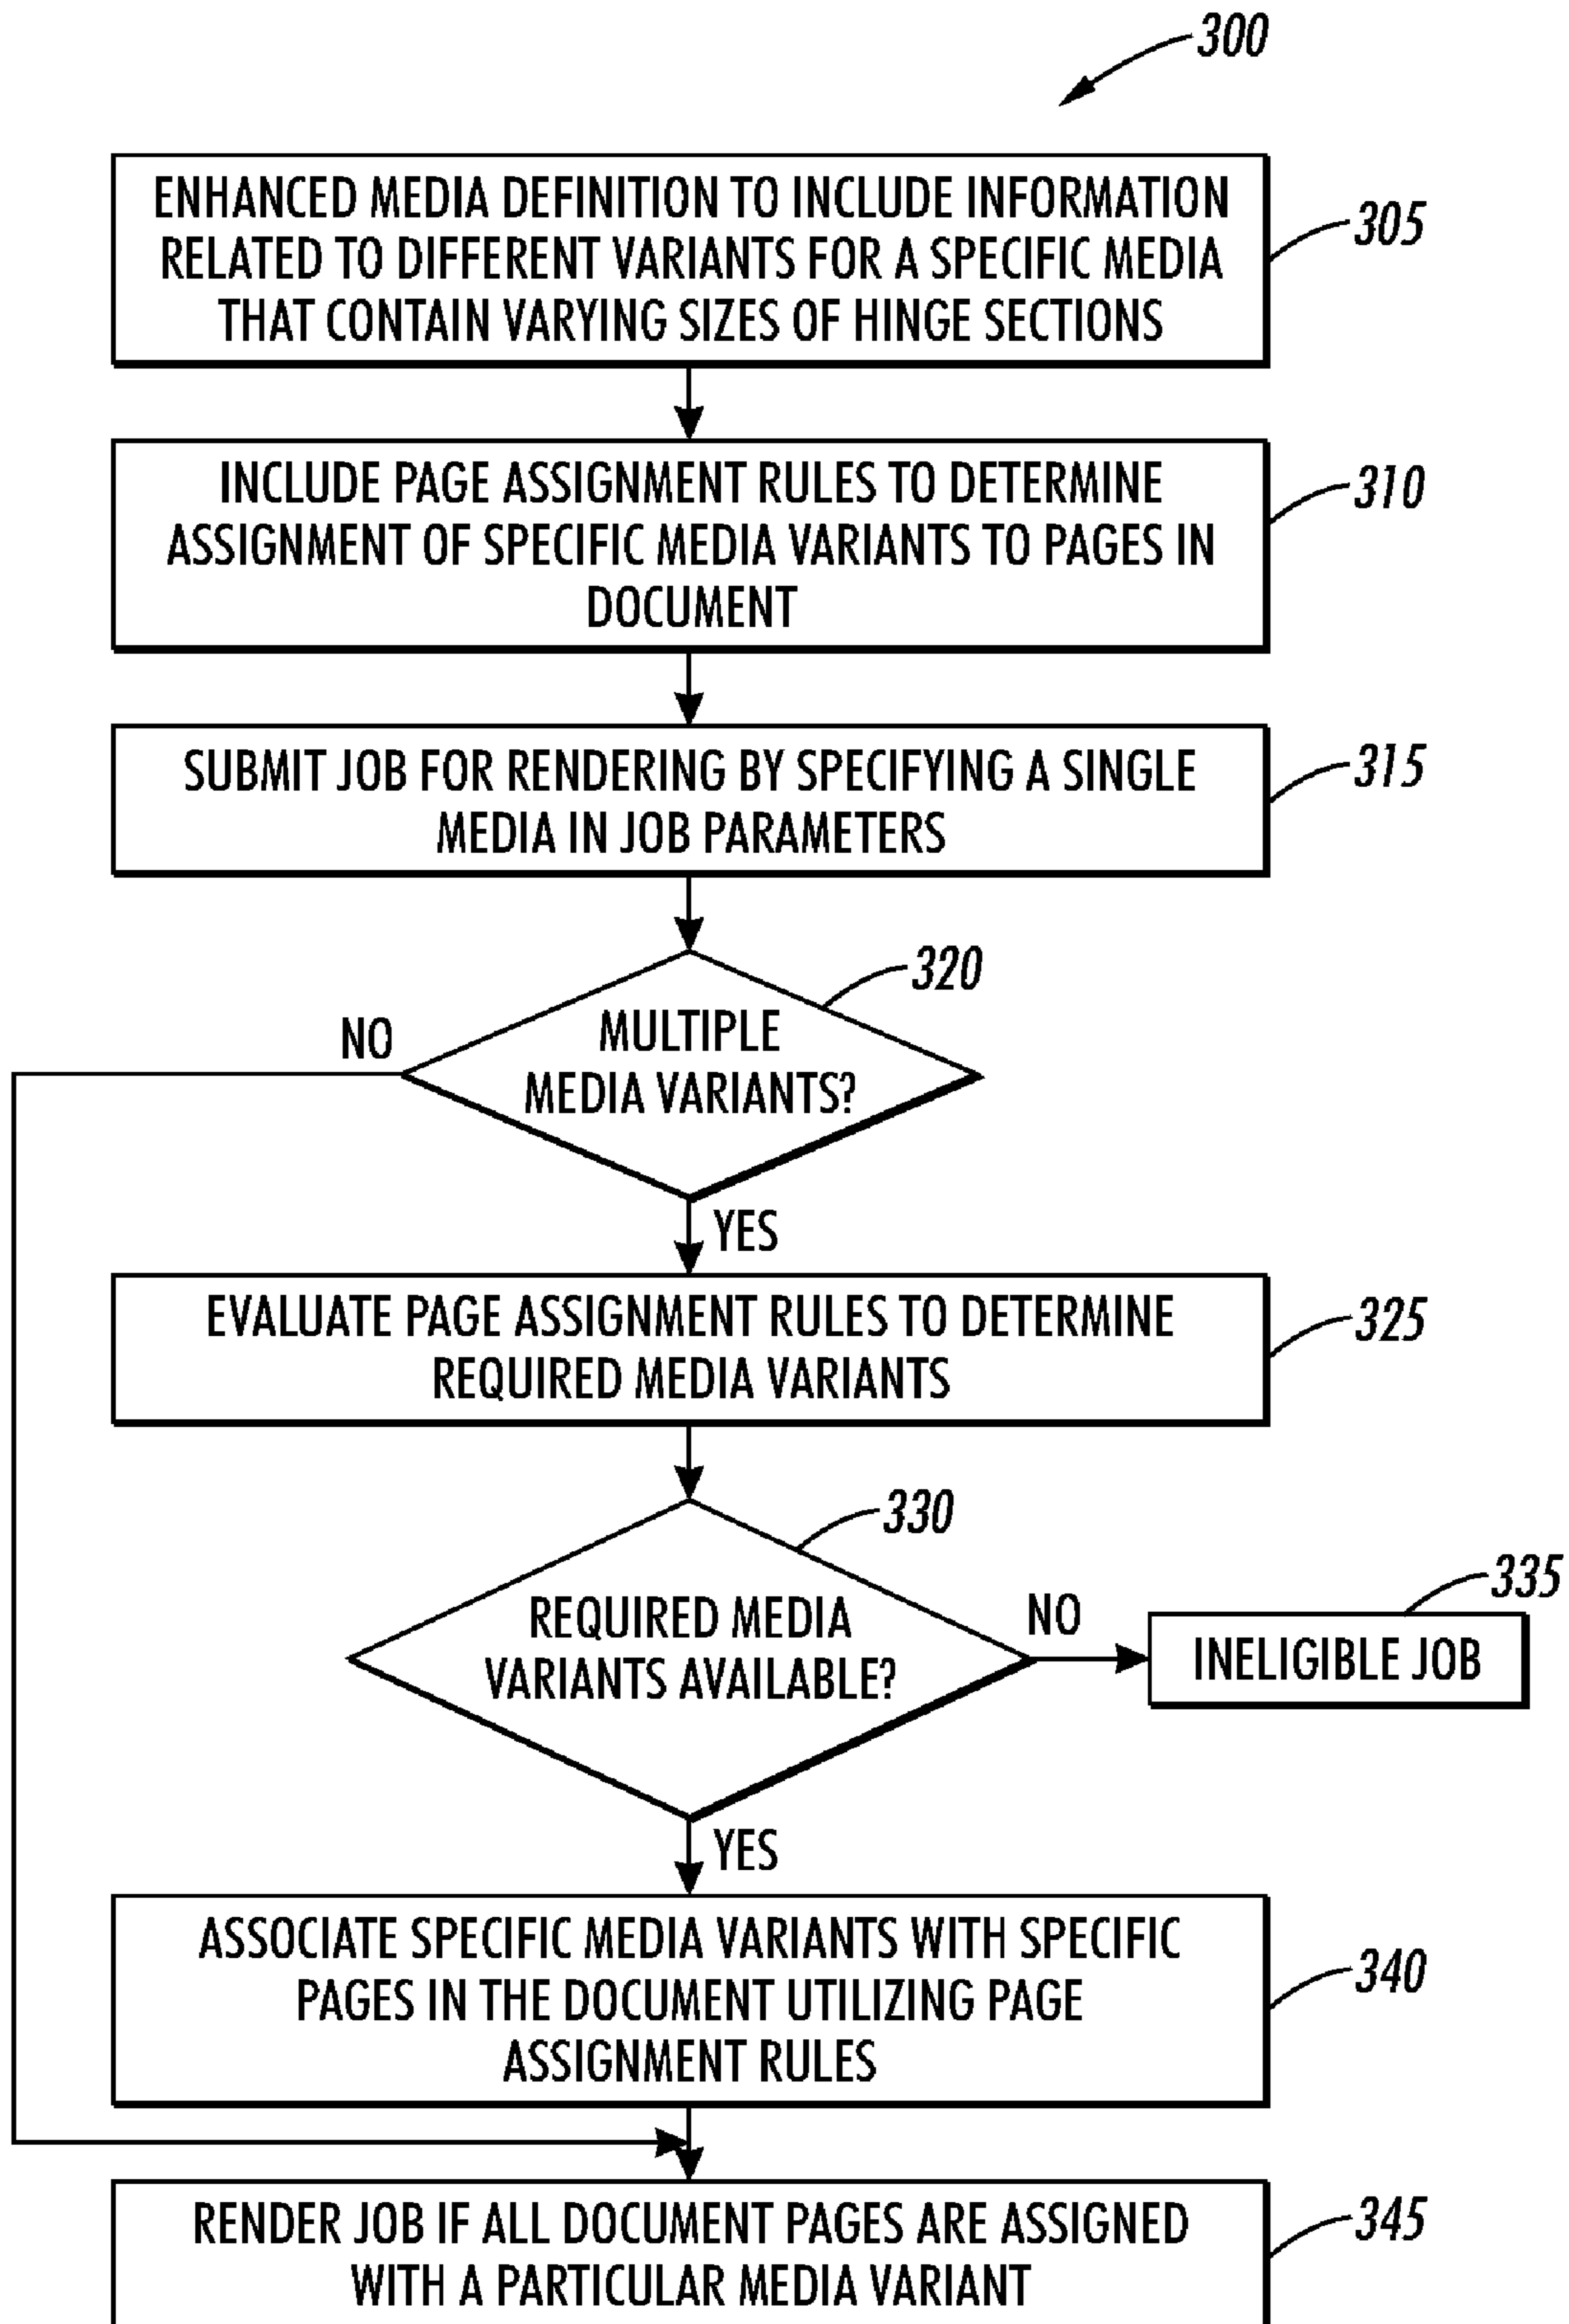 300
ENHANCED MEDIA DEFINITION TO INCLUDE INFORMATION
RELATED TO DIFFERENT VARIANTS FOR A SPECIFIC MEDIA
THAT CONTAIN VARYING SIZES OF HINGE SECTIONS
305
INCLUDE PAGE ASSIGNMENT RULES TO DETERMINE
ASSIGNMENT OF SPECIFIC MEDIA VARIANTS TO PAGES IN
DOCUMENT
310
SUBMIT JOB FOR RENDERING BY SPECIFYING A SINGLE
MEDIA IN JOB PARAMETERS
315
320
MULTIPLE
MEDIA VARIANTS?
NO
YES
EVALUATE PAGE ASSIGNMENT RULES TO DETERMINE
REQUIRED MEDIA VARIANTS
325
330
REQUIRED MEDIA
VARIANTS AVAILABLE?
NO
335
INELIGIBLE JOB
YES
ASSOCIATE SPECIFIC MEDIA VARIANTS WITH SPECIFIC
PAGES IN THE DOCUMENT UTILIZING PAGE
ASSIGNMENT RULES
340
RENDER JOB IF ALL DOCUMENT PAGES ARE ASSIGNED
WITH A PARTICULAR MEDIA VARIANT
345